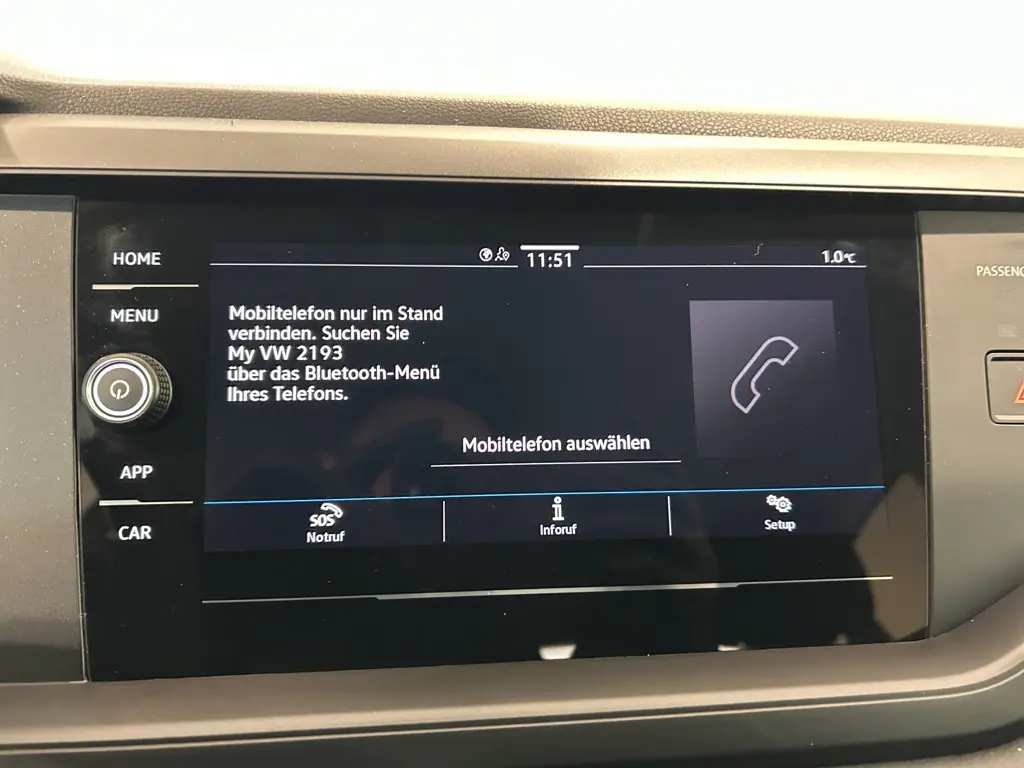 HOME
MENU
APP
CAR
11:51
1.0°C
Mobiltelefon nur im Stand
verbinden. Suchen Sie
My VW 2193
über das Bluetooth-Menü
Ihres Telefons.
Mobiltelefon auswählen
SOS
Notruf
Inforuf
Setup